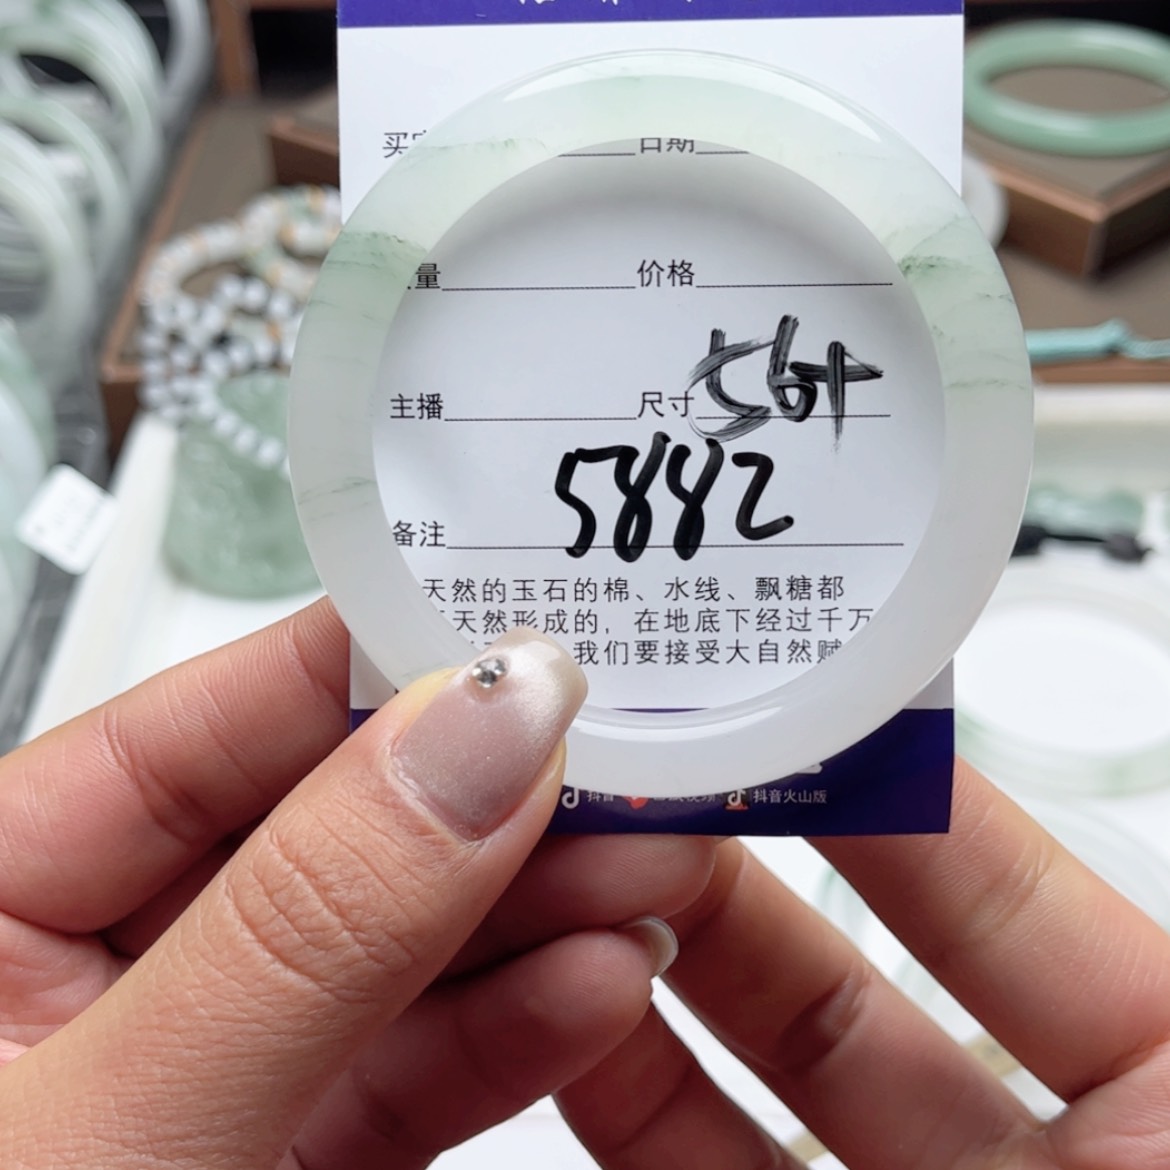 日期
量 价格
主播 尺寸 56+
5842
备注
天然的玉石的棉、水线、飘糖都
天然形成的，在地底下经过千万
我们要接受大自然赋
抖音 抖音火山版